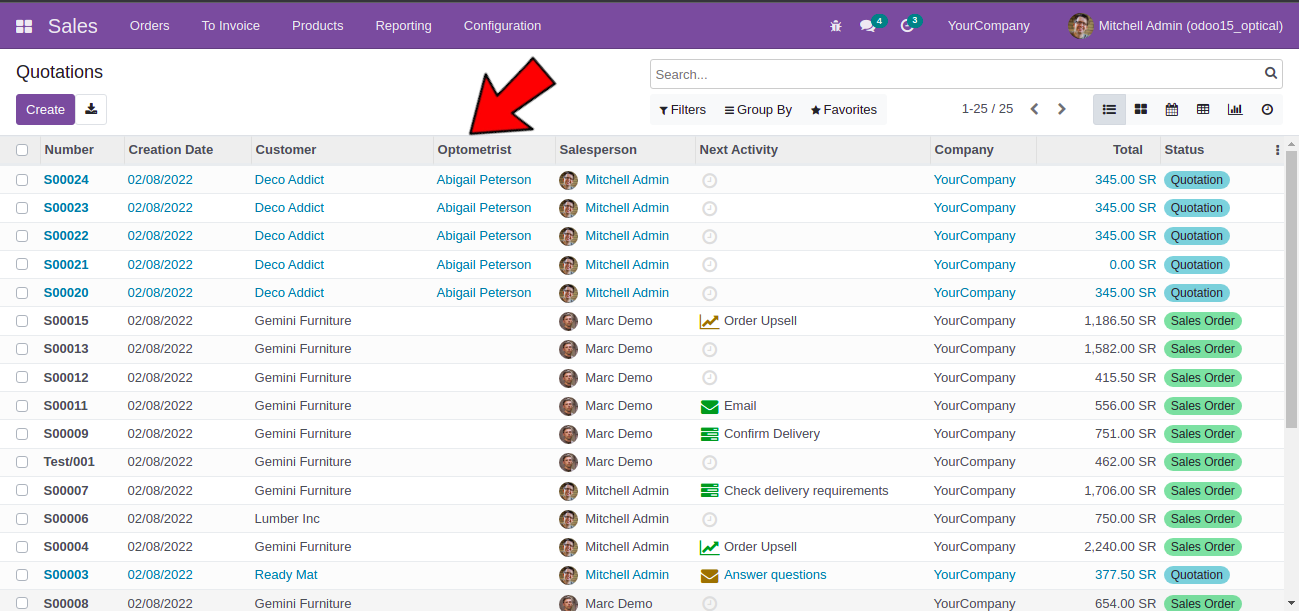 Sales Orders To Invoice Products Reporting Configuration 4 3 YourCompany Mitchell Admin (odoo15_optical)
Quotations Search...
Create Filters Group By Favorites 1-25 / 25
Number Creation Date Customer Optometrist Salesperson Next Activity Company Total Status
S00024 02/08/2022 Deco Addict Abigail Peterson Mitchell Admin YourCompany 345.00 SR Quotation
S00023 02/08/2022 Deco Addict Abigail Peterson Mitchell Admin YourCompany 345.00 SR Quotation
S00022 02/08/2022 Deco Addict Abigail Peterson Mitchell Admin YourCompany 345.00 SR Quotation
S00021 02/08/2022 Deco Addict Abigail Peterson Mitchell Admin YourCompany 0.00 SR Quotation
S00020 02/08/2022 Deco Addict Abigail Peterson Mitchell Admin YourCompany 345.00 SR Quotation
S00015 02/08/2022 Gemini Furniture Marc Demo Order Upsell YourCompany 1,186.50 SR Sales Order
S00013 02/08/2022 Gemini Furniture Marc Demo YourCompany 1,582.00 SR Sales Order
S00012 02/08/2022 Gemini Furniture Marc Demo YourCompany 415.50 SR Sales Order
S00011 02/08/2022 Gemini Furniture Marc Demo Email YourCompany 556.00 SR Sales Order
S00009 02/08/2022 Gemini Furniture Marc Demo Confirm Delivery YourCompany 751.00 SR Sales Order
Test/001 02/08/2022 Gemini Furniture Marc Demo YourCompany 462.00 SR Sales Order
S00007 02/08/2022 Gemini Furniture Mitchell Admin Check delivery requirements YourCompany 1,706.00 SR Sales Order
S00006 02/08/2022 Lumber Inc Mitchell Admin YourCompany 750.00 SR Sales Order
S00004 02/08/2022 Gemini Furniture Mitchell Admin Order Upsell YourCompany 2,240.00 SR Sales Order
S00003 02/08/2022 Ready Mat Mitchell Admin Answer questions YourCompany 377.50 SR Quotation
S00008 02/08/2022 Gemini Furniture Marc Demo YourCompany 654.00 SR Sales Order